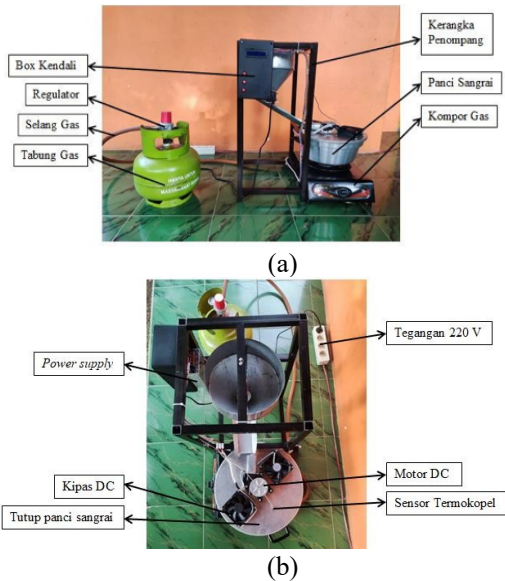 Kerangka
Penompang
Box Kendali
Panci Sangrai
Regulator
Kompor Gas
Selang Gas
Tabung Gas
(a)
Tegangan 220 V
Power supply
Motor DC
Kipas DC
Sensor Termokopel
Tutup panci sangrai
(b)